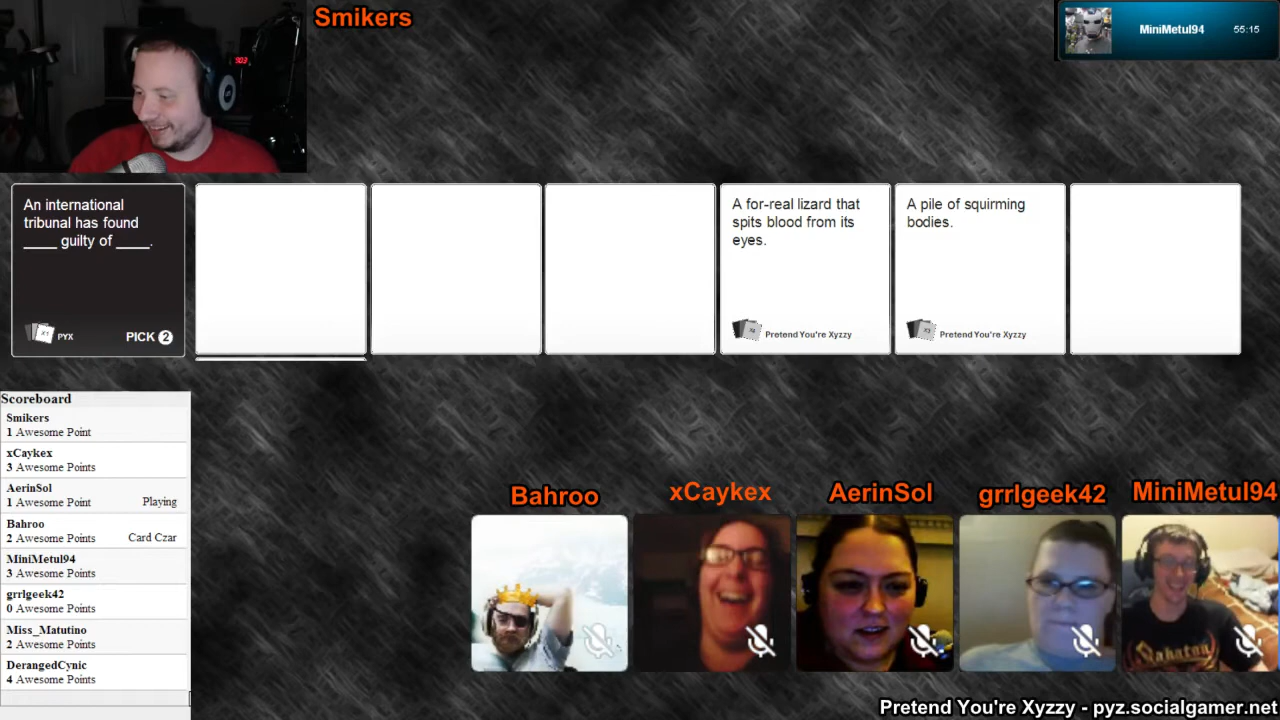 Smikers
MiniMetul94 55:15
903
An international
tribunal has found
____ guilty of ____.
PYX PICK 2
A for-real lizard that
spits blood from its
eyes.
Pretend You're Xyzzy
A pile of squirming
bodies.
Pretend You're Xyzzy
Scoreboard
Smikers
1 Awesome Point
xCaykex
3 Awesome Points
AerinSol
1 Awesome Point Playing
Bahroo
2 Awesome Points Card Czar
MiniMetul94
3 Awesome Points
grrlgeek42
0 Awesome Points
Miss_Matutino
2 Awesome Points
DerangedCynic
4 Awesome Points
Bahroo xCaykex AerinSol grrlgeek42 MiniMetul94
Sabaton
Pretend You're Xyzzy - pyz.socialgamer.net